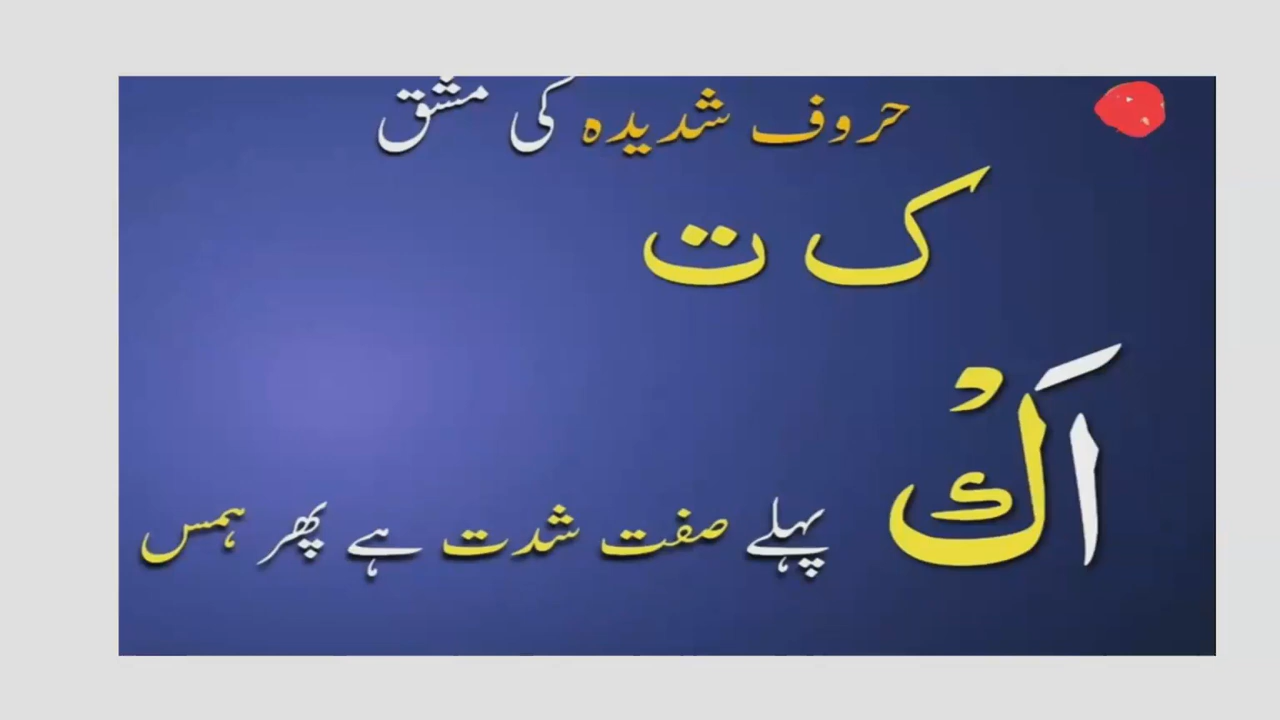 حروف شدیدہ کی مشق
ک ت
اَكْ پہلے صفت شدت ہے پھر ہمس